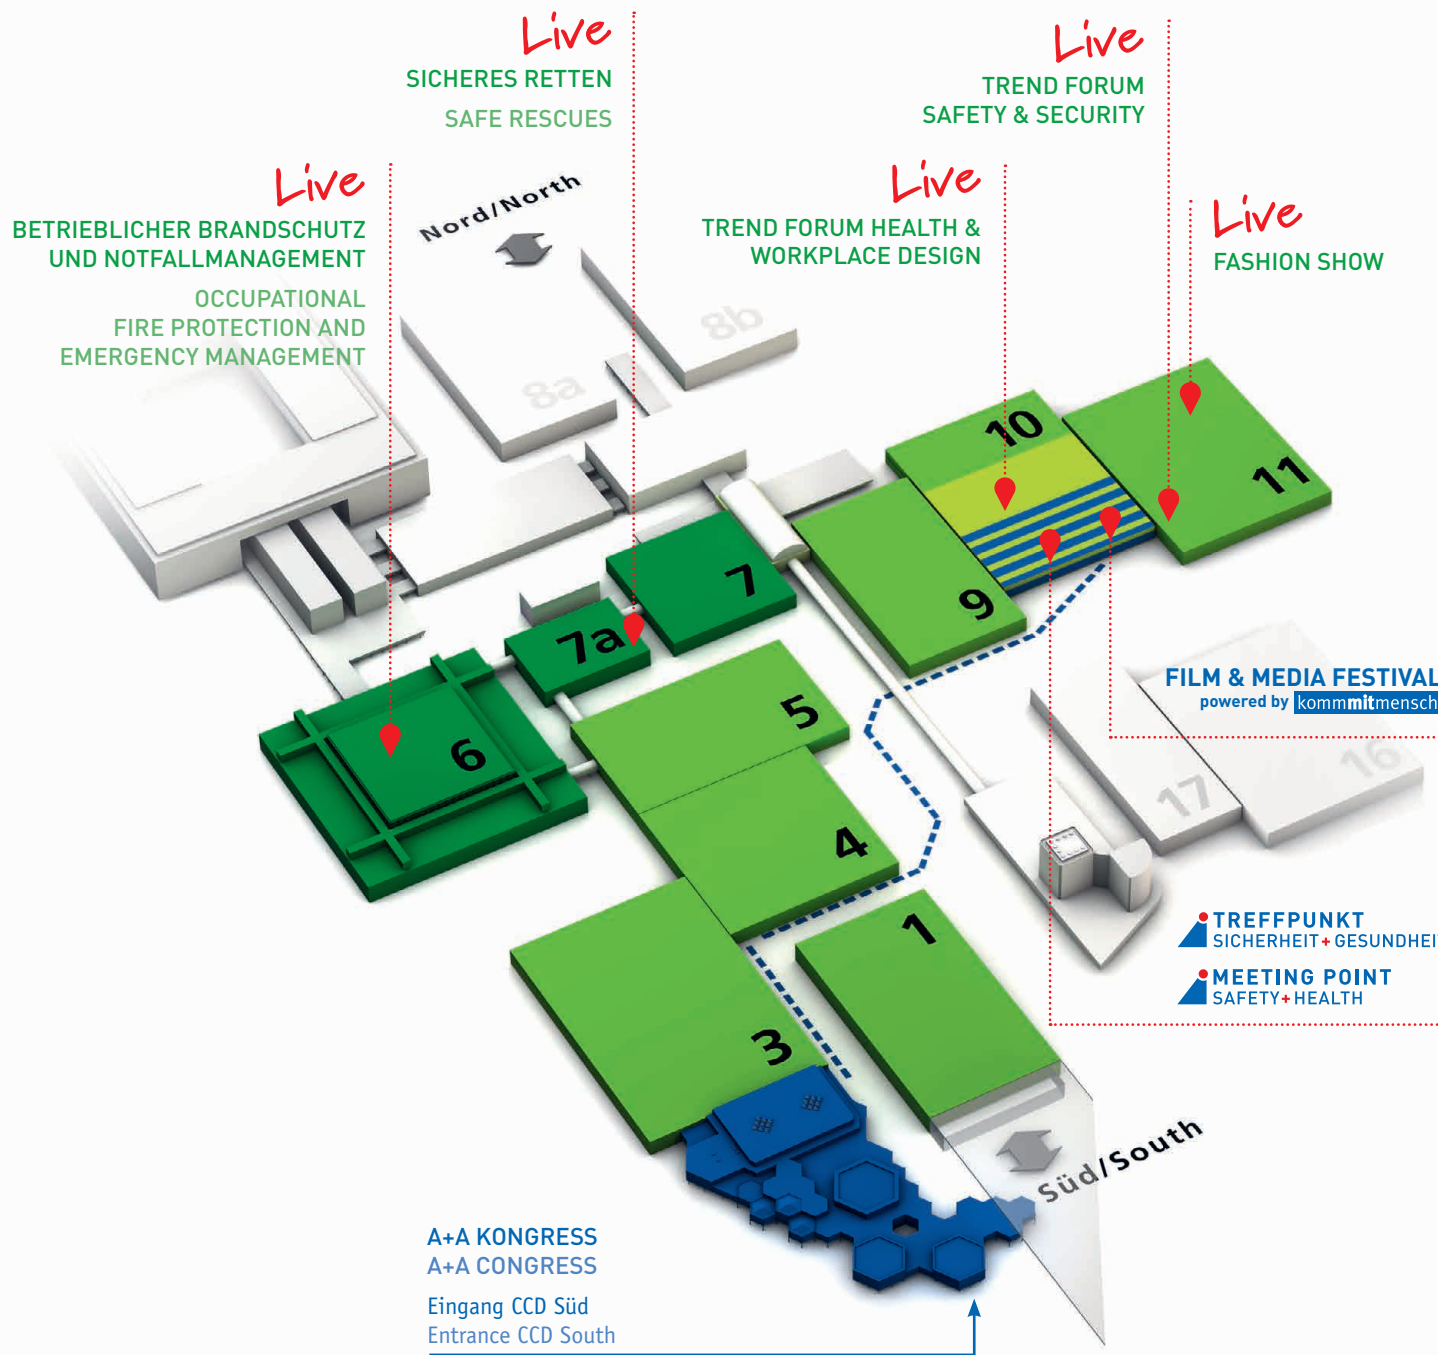 Live
SICHERES RETTEN
SAFE RESCUES
Live
TREND FORUM
SAFETY & SECURITY
Live
BETRIEBLICHER BRANDSCHUTZ
UND NOTFALLMANAGEMENT
OCCUPATIONAL
FIRE PROTECTION AND
EMERGENCY MANAGEMENT
Nord/North
Live
TREND FORUM HEALTH &
WORKPLACE DESIGN
Live
FASHION SHOW
8b
8a
10
11
7
9
7a
5
6
4
FILM & MEDIA FESTIVAL
powered by kommmitmensch
17
16
1
TREFFPUNKT
SICHERHEIT+GESUNDHEIT
MEETING POINT
SAFETY+HEALTH
3
Süd/South
A+A KONGRESS
A+A CONGRESS
Eingang CCD Süd
Entrance CCD South